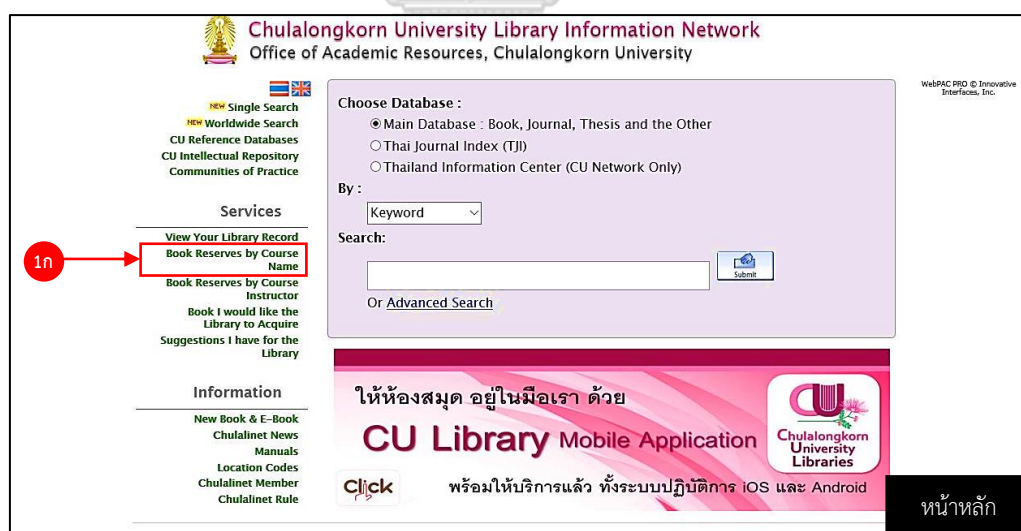 Chulalongkorn University Library Information Network
Office of Academic Resources, Chulalongkorn University
WebPAC PRO © Innovative
Interfaces, Inc.
NEW Single Search
NEW Worldwide Search
CU Reference Databases
CU Intellectual Repository
Communities of Practice
Services
View Your Library Record
1ก
Book Reserves by Course
Name
Book Reserves by Course
Instructor
Book I would like the
Library to Acquire
Suggestions I have for the
Library
Information
New Book & E-Book
Chulalinet News
Manuals
Location Codes
Chulalinet Member
Chulalinet Rule
Choose Database :
Main Database : Book, Journal, Thesis and the Other
Thai Journal Index (TJI)
Thailand Information Center (CU Network Only)
By :
Keyword
Search:
Submit
Or Advanced Search
ให้ห้องสมุด อยู่ในมือเรา ด้วย
CU Library Mobile Application
CU
Chulalongkorn
University
Libraries
Click
พร้อมให้บริการแล้ว ทั้งระบบปฏิบัติการ iOS และ Android
หน้าหลัก